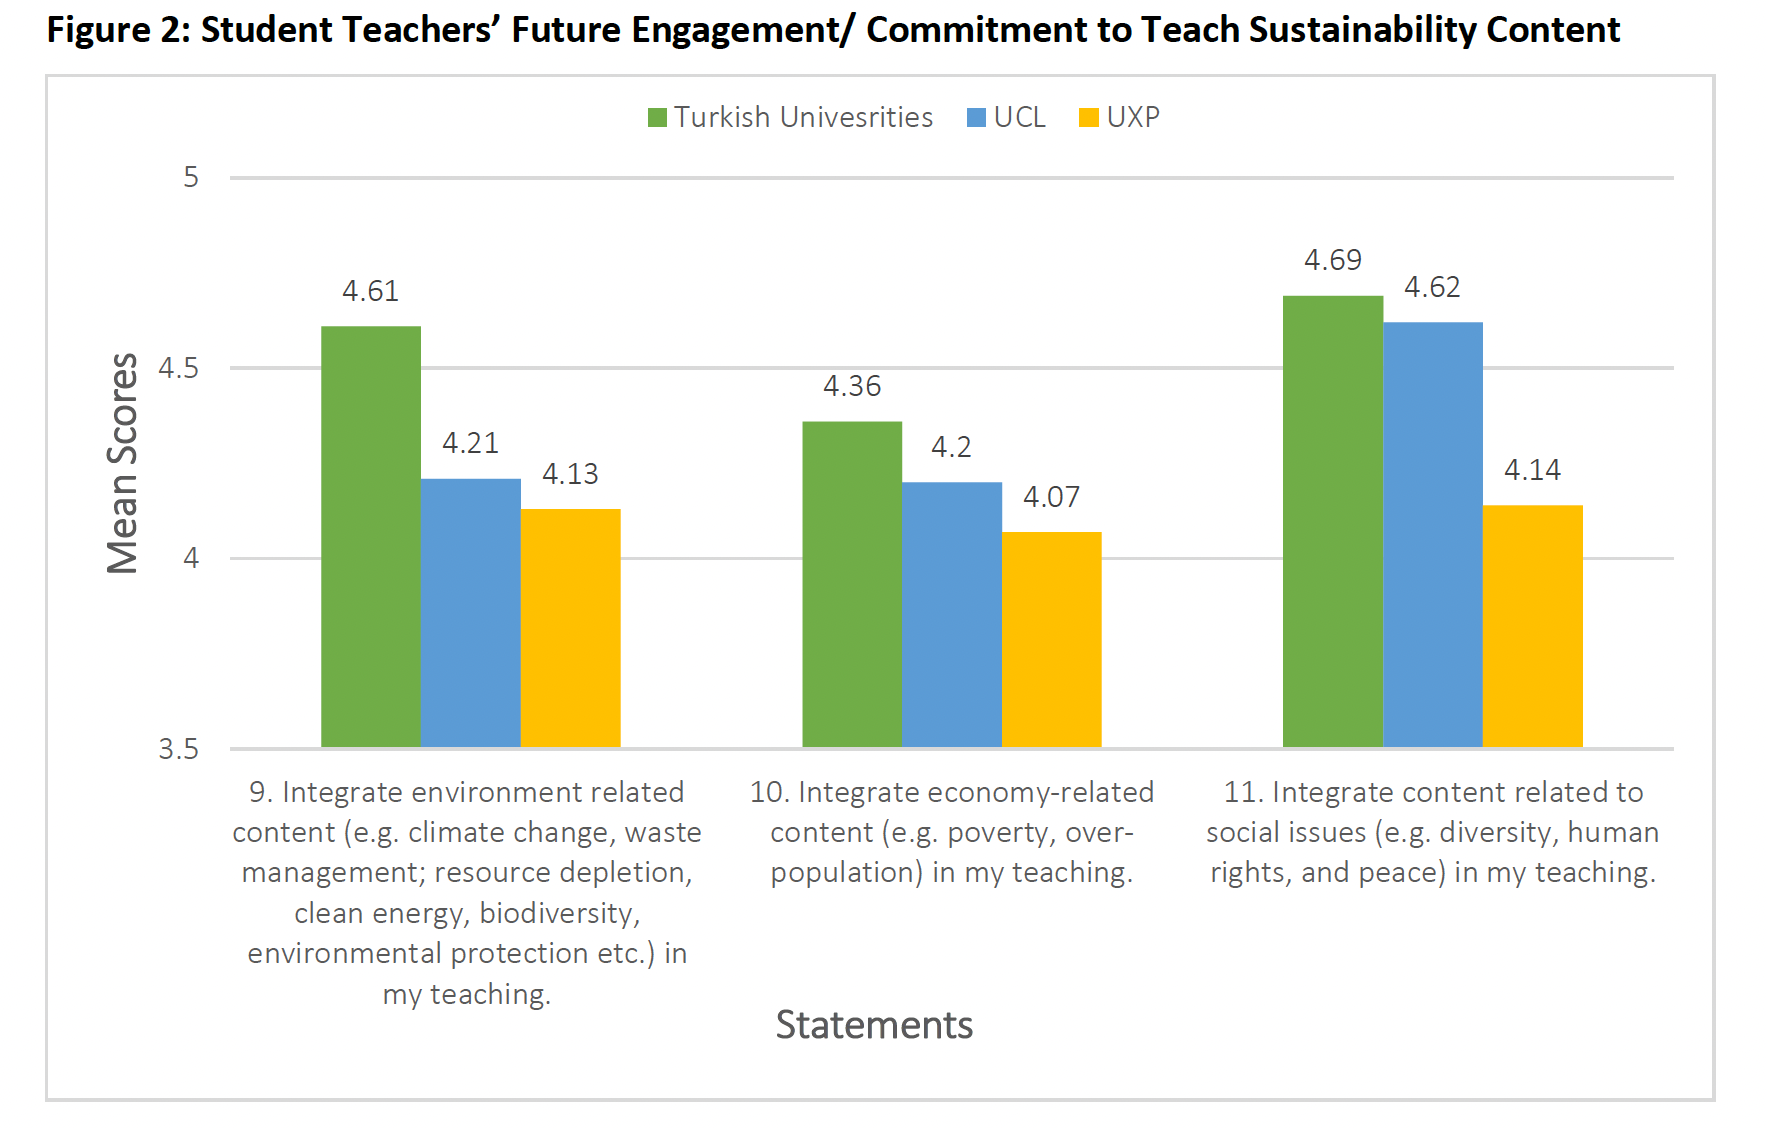 Figure 2: Student Teachers’ Future Engagement/ Commitment to Teach Sustainability Content
Turkish Univesrities UCL UXP
5
4.5
4
3.5
Mean Scores
4.61
4.21
4.13
4.36
4.2
4.07
4.69
4.62
4.14
9. Integrate environment related
content (e.g. climate change, waste
management; resource depletion,
clean energy, biodiversity,
environmental protection etc.) in
my teaching.
10. Integrate economy-related
content (e.g. poverty, over-
population) in my teaching.
11. Integrate content related to
social issues (e.g. diversity, human
rights, and peace) in my teaching.
Statements